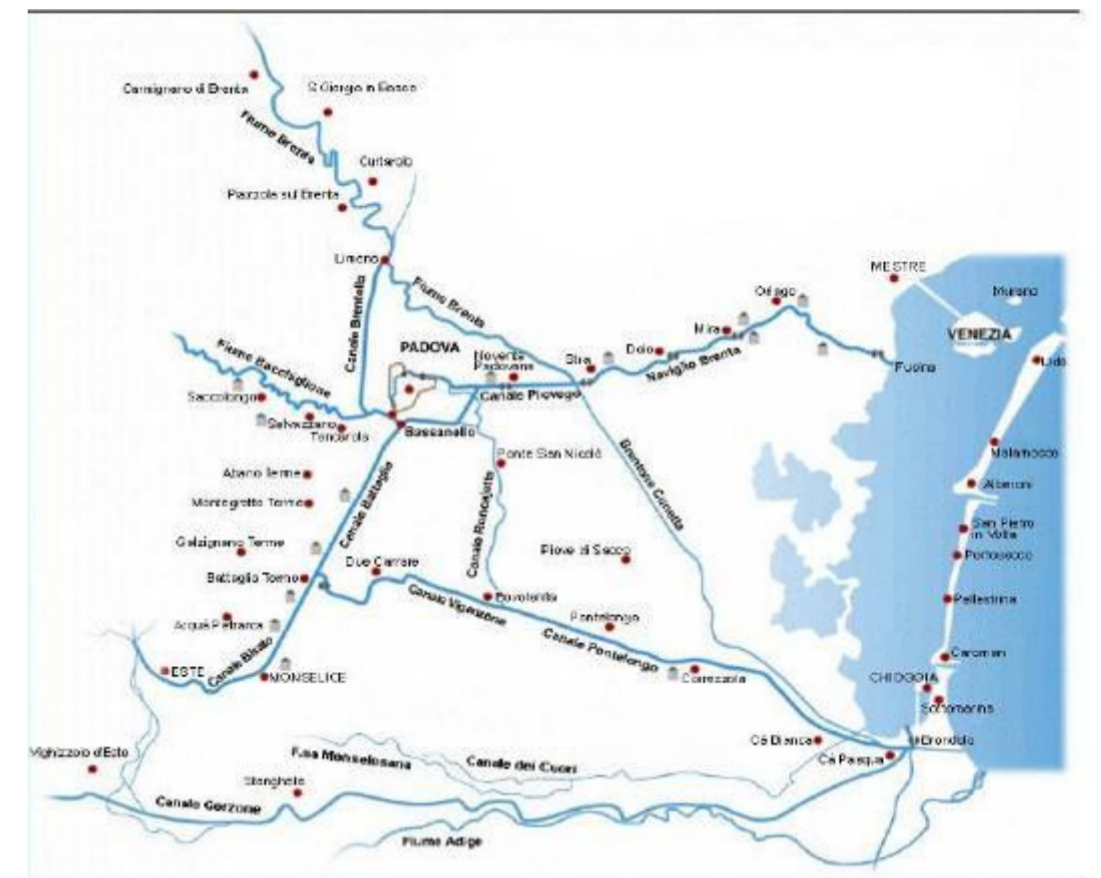 Carmignano di Brenta
S Giorgio in Bosco
Fiume Brenta
Curtarolo
Piazzola sul Brenta
Limena
Fiume Brenta
Canale Brentella
MESTRE
Murano
Oriago
VENEZIA
Mira
PADOVA
Dolo
Noventa
Padovana
Stra
Naviglio Brenta
Fusina
Lido
Fiume Bacchiglione
Canale Piovego
Saccolongo
Selvazzano
Tencarola
Bassanello
Brentone Cunetta
Malamocco
Ponte San Nicolò
Abano Terme
Canale Battaglia
Alberoni
Montegrotto Terme
Canale Roncajette
San Pietro
in Volta
Galzignano Terme
Piove di Sacco
Portosecco
Due Carrare
Battaglia Terme
Canale Vigenzone
Bovolenta
Pellestrina
Pontelongo
Arquà Petrarca
Canale Pontelongo
Canale Bisato
Caroman
ESTE
MONSELICE
Correzzola
CHIOGGIA
Sottomarina
Cà Bianca
Brondolo
Vighizzolo d'Este
F.sa Monselesana
Canale dei Cuori
Cà Pasqua
Stanghella
Canale Gorzone
Fiume Adige